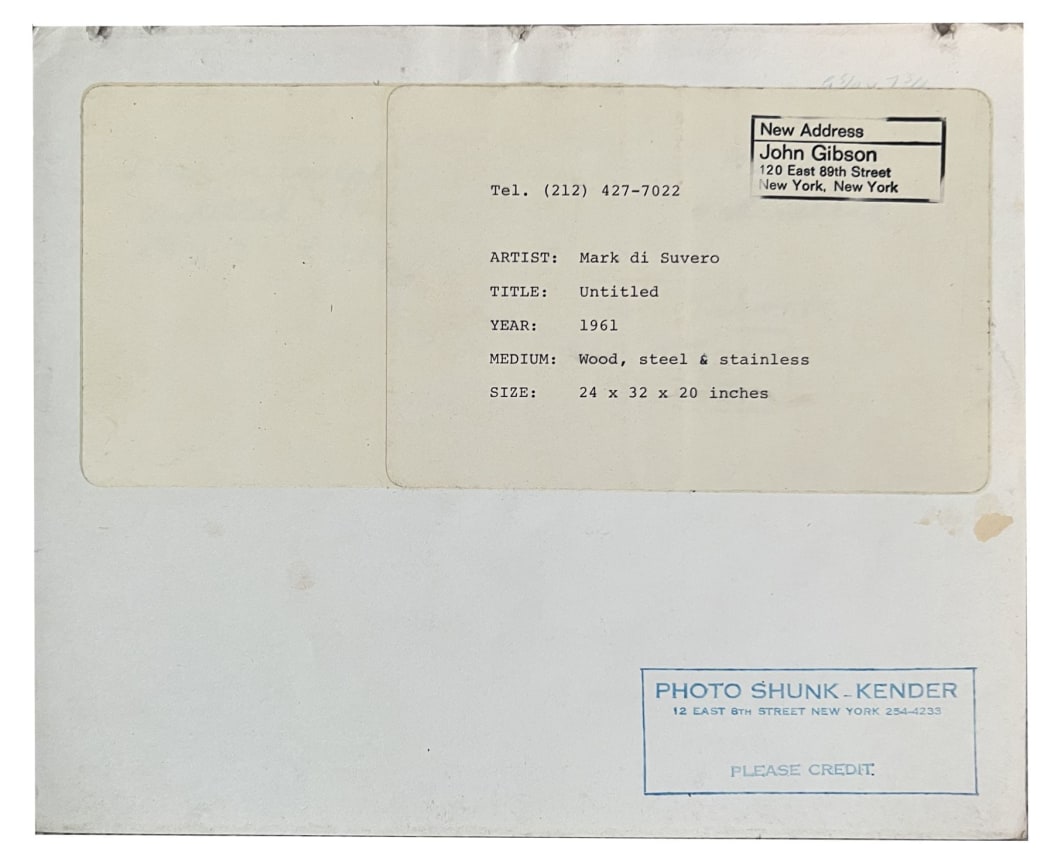 New Address
John Gibson
120 East 89th Street
New York, New York
Tel. (212) 427-7022
ARTIST: Mark di Suvero
TITLE: Untitled
YEAR: 1961
MEDIUM: Wood, steel & stainless
SIZE: 24 x 32 x 20 inches
PHOTO SHUNK-KENDER
12 EAST 8TH STREET NEW YORK 254-4233
PLEASE CREDIT